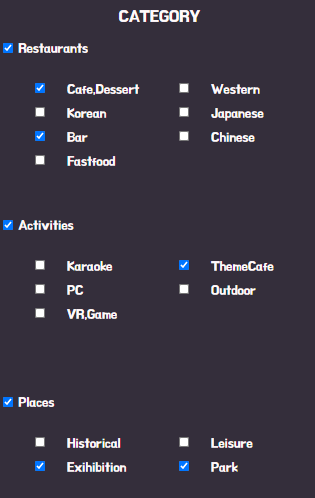 CATEGORY
Restaurants
Cafe,Dessert Western
Korean Japanese
Bar Chinese
Fastfood
Activities
Karaoke ThemeCafe
PC Outdoor
VR,Game
Places
Historical Leisure
Exihibition Park